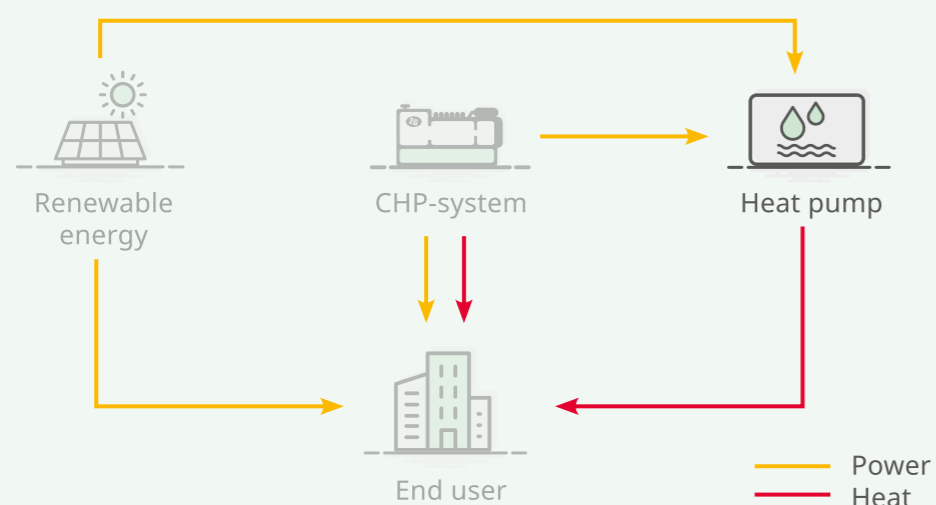 Renewable
energy
CHP-system
Heat pump
End user
Power
Heat